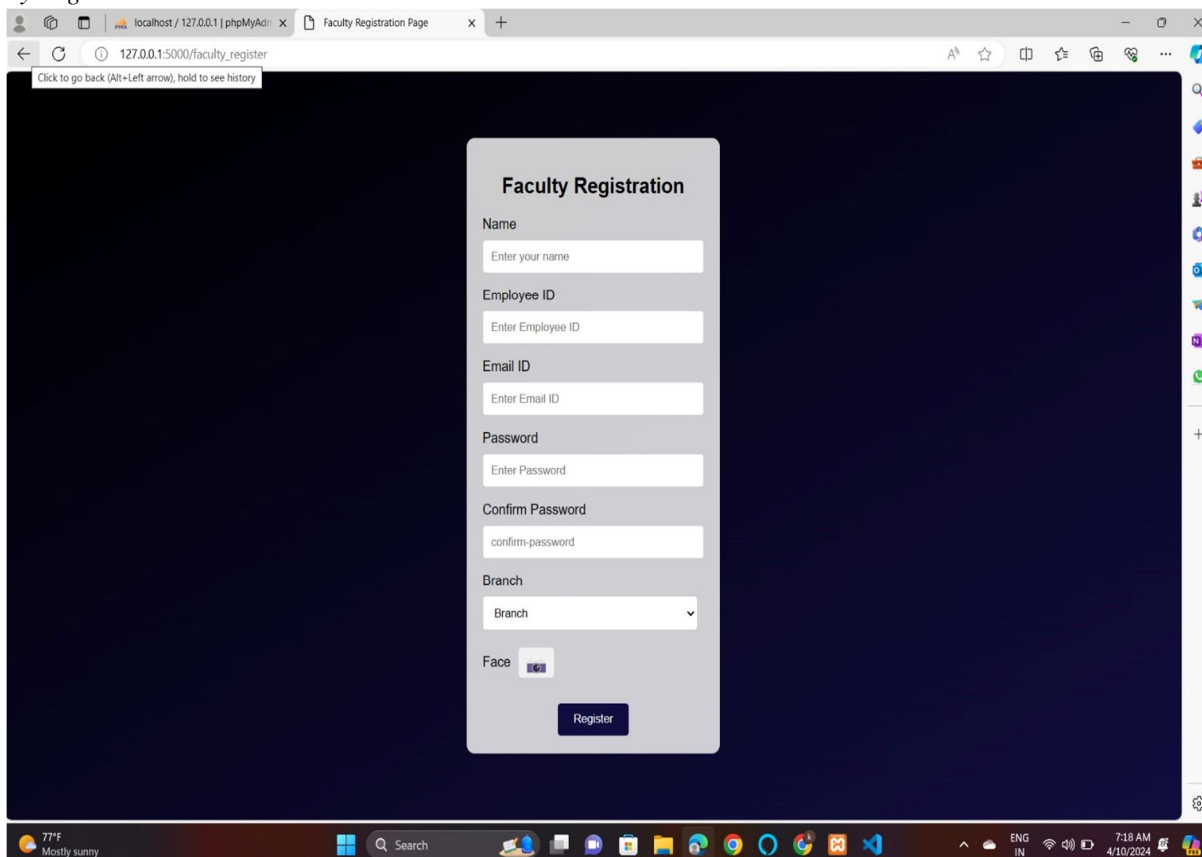 localhost / 127.0.0.1 | phpMyAdn
Faculty Registration Page
127.0.0.1:5000/faculty_register
Click to go back (Alt+Left arrow), hold to see history
Faculty Registration
Name
Enter your name
Employee ID
Enter Employee ID
Email ID
Enter Email ID
Password
Enter Password
Confirm Password
confirm-password
Branch
Branch
Face
Register
77°F
Mostly sunny
Search
ENG
IN
7:18 AM
4/10/2024